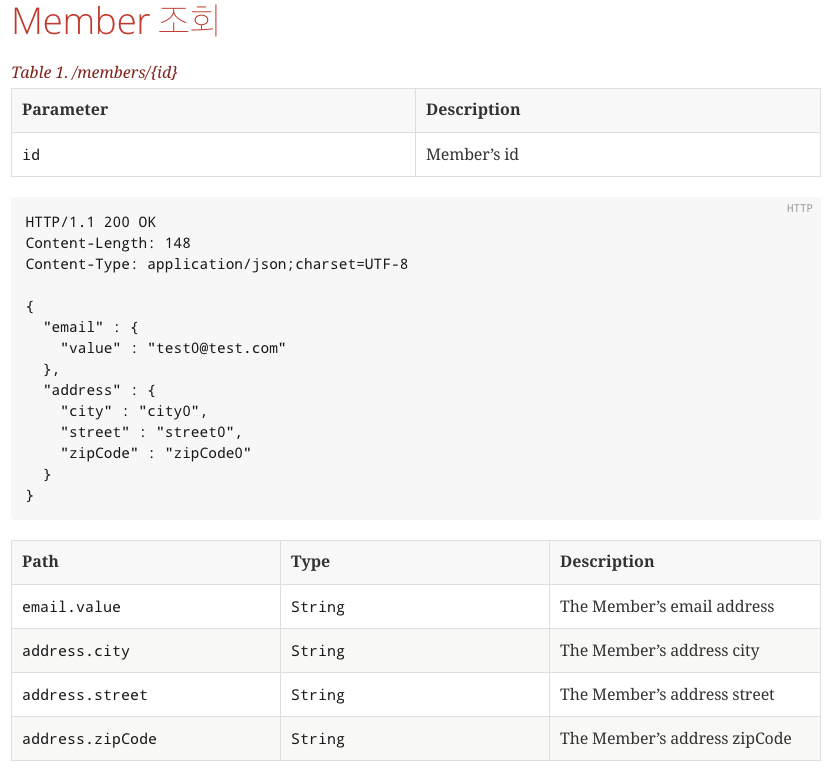 Member 조회
Table 1. /members/{id}
Parameter Description
id Member’s id
HTTP
HTTP/1.1 200 OK
Content-Length: 148
Content-Type: application/json;charset=UTF-8
{
  "email" : {
    "value" : "test0@test.com"
  },
  "address" : {
    "city" : "city0",
    "street" : "street0",
    "zipCode" : "zipCode0"
  }
}
Path Type Description
email.value String The Member’s email address
address.city String The Member’s address city
address.street String The Member’s address street
address.zipCode String The Member’s address zipCode